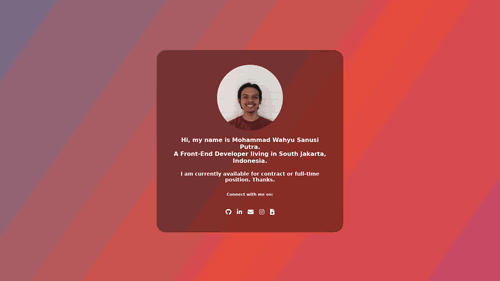 Hi, my name is Mohammad Wahyu Sanusi
Putra.
A Front-End Developer living in South Jakarta,
Indonesia.
I am currently available for contract or full-time
position. Thanks.
Connect with me on: